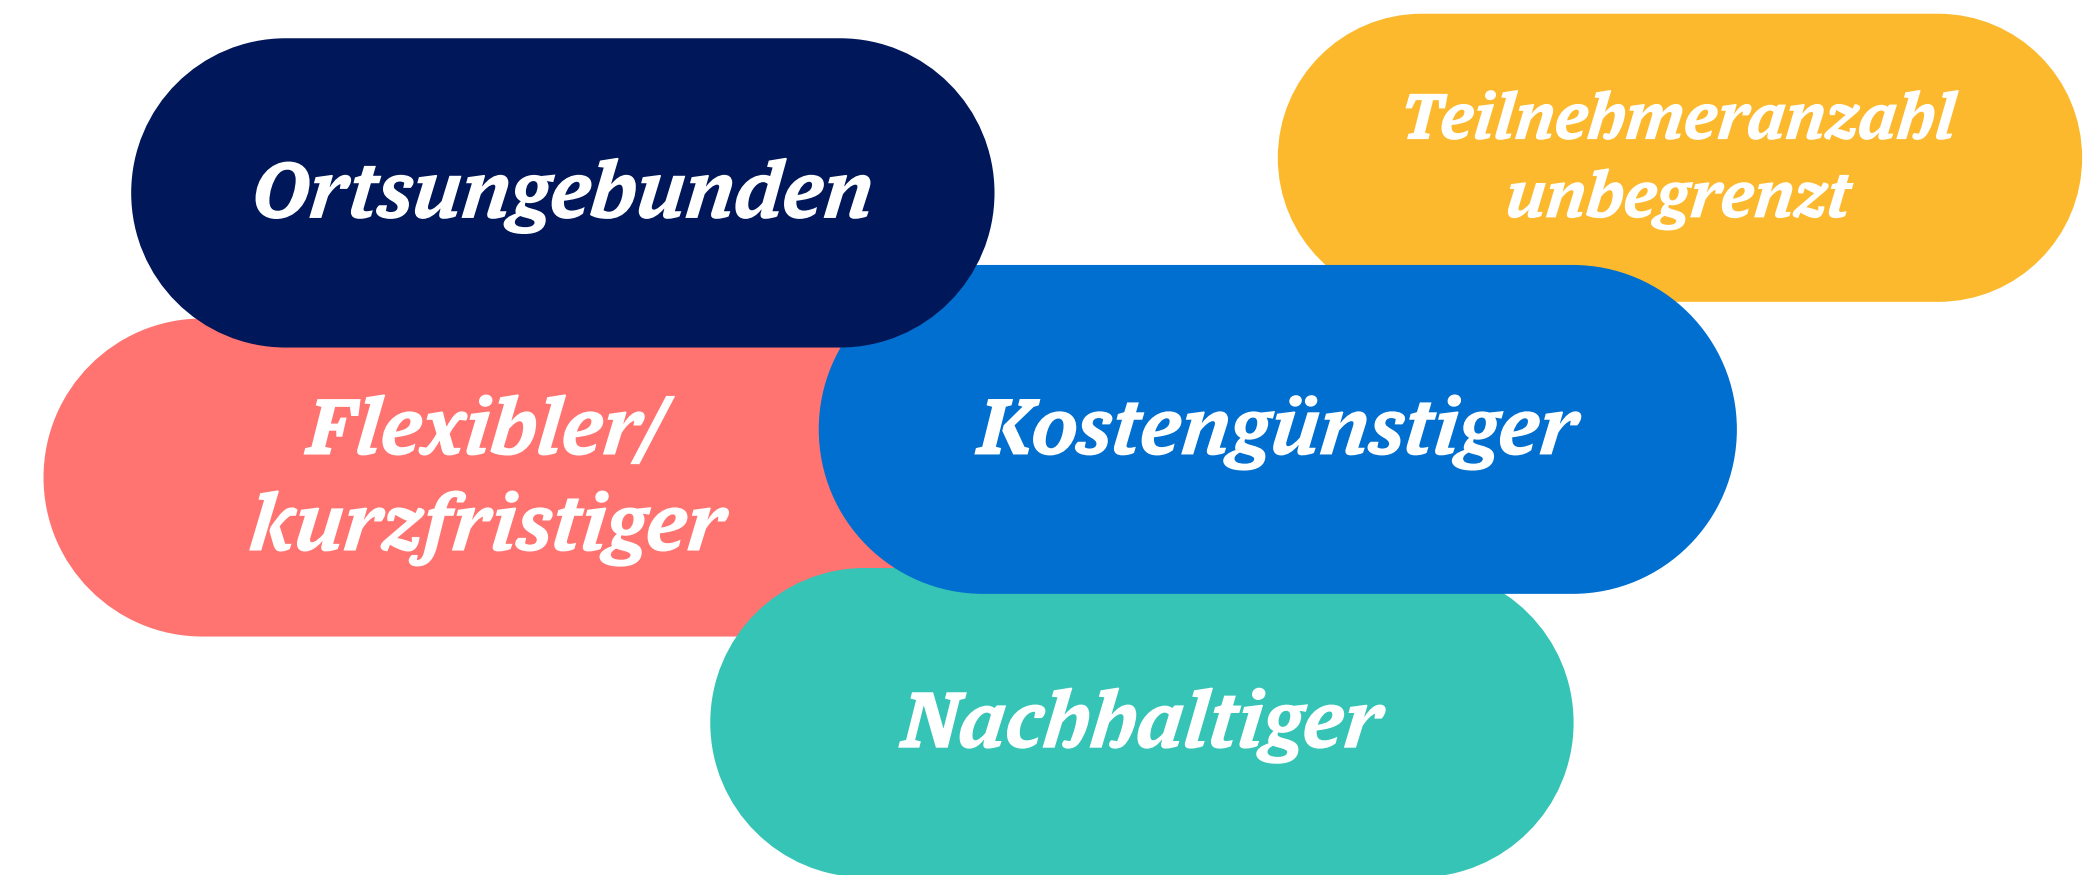 Ortsungebunden
Teilnehmeranzahl
unbegrenzt
Flexibler/
kurzfristiger
Kostengünstiger
Nachhaltiger